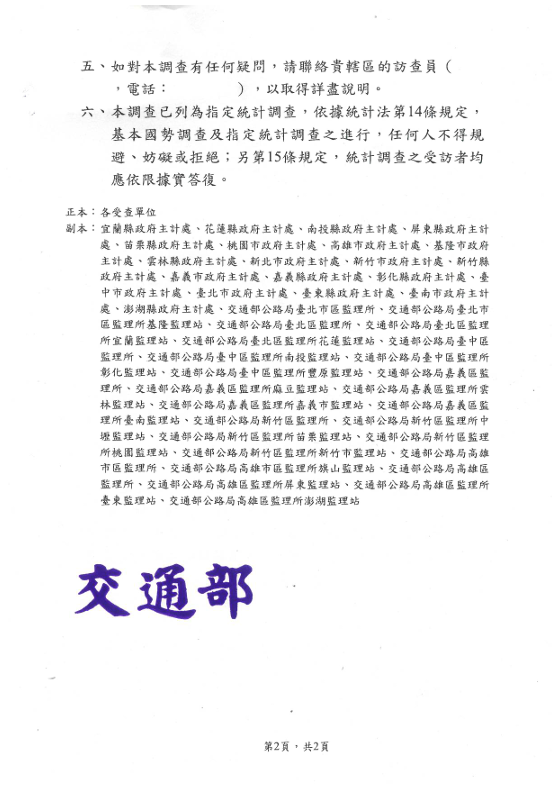 五、如對本調查有任何疑問，請聯絡貴轄區的訪查員（
，電話：　　　　　），以取得詳盡說明。
六、本調查已列為指定統計調查，依據統計法第14條規定，
基本國勢調查及指定統計調查之進行，任何人不得規
避、妨礙或拒絕；另第15條規定，統計調查之受訪者均
應依限據實答復。
正本：各受查單位
副本：宜蘭縣政府主計處、花蓮縣政府主計處、南投縣政府主計處、屏東縣政府主計
處、苗栗縣政府主計處、桃園市政府主計處、高雄市政府主計處、基隆市政府
主計處、雲林縣政府主計處、新北市政府主計處、新竹市政府主計處、新竹縣
政府主計處、嘉義市政府主計處、嘉義縣政府主計處、彰化縣政府主計處、臺
中市政府主計處、臺北市政府主計處、臺東縣政府主計處、臺南市政府主計
處、澎湖縣政府主計處、交通部公路局臺北市區監理所、交通部公路局臺北市
區監理所基隆監理站、交通部公路局臺北區監理所、交通部公路局臺北區監理
所宜蘭監理站、交通部公路局臺北區監理所花蓮監理站、交通部公路局臺中區
監理所、交通部公路局臺中區監理所南投監理站、交通部公路局臺中區監理所
彰化監理站、交通部公路局臺中區監理所豐原監理站、交通部公路局嘉義區監
理所、交通部公路局嘉義區監理所麻豆監理站、交通部公路局嘉義區監理所雲
林監理站、交通部公路局嘉義區監理所嘉義市監理站、交通部公路局嘉義區監
理所臺南監理站、交通部公路局新竹區監理所、交通部公路局新竹區監理所中
壢監理站、交通部公路局新竹區監理所苗栗監理站、交通部公路局新竹區監理
所桃園監理站、交通部公路局新竹區監理所新竹市監理站、交通部公路局高雄
市區監理所、交通部公路局高雄市區監理所旗山監理站、交通部公路局高雄區
監理所、交通部公路局高雄區監理所屏東監理站、交通部公路局高雄區監理所
臺東監理站、交通部公路局高雄區監理所澎湖監理站
交通部
第2頁，共2頁